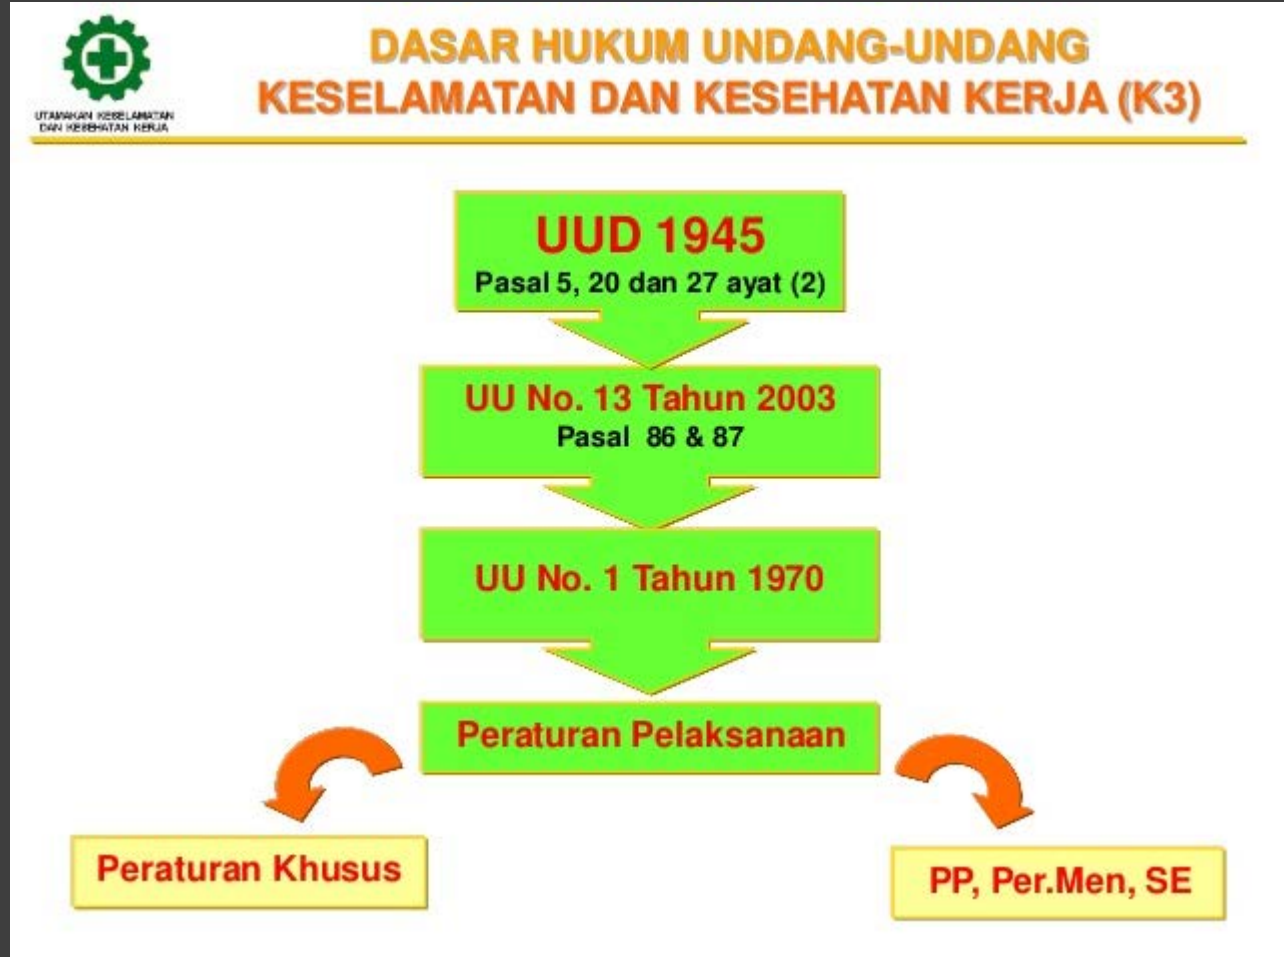 UTAMAKAN KESELAMATAN
DAN KESEHATAN KERJA
DASAR HUKUM UNDANG-UNDANG
KESELAMATAN DAN KESEHATAN KERJA (K3)
UUD 1945
Pasal 5, 20 dan 27 ayat (2)
UU No. 13 Tahun 2003
Pasal 86 & 87
UU No. 1 Tahun 1970
Peraturan Pelaksanaan
Peraturan Khusus
PP, Per.Men, SE